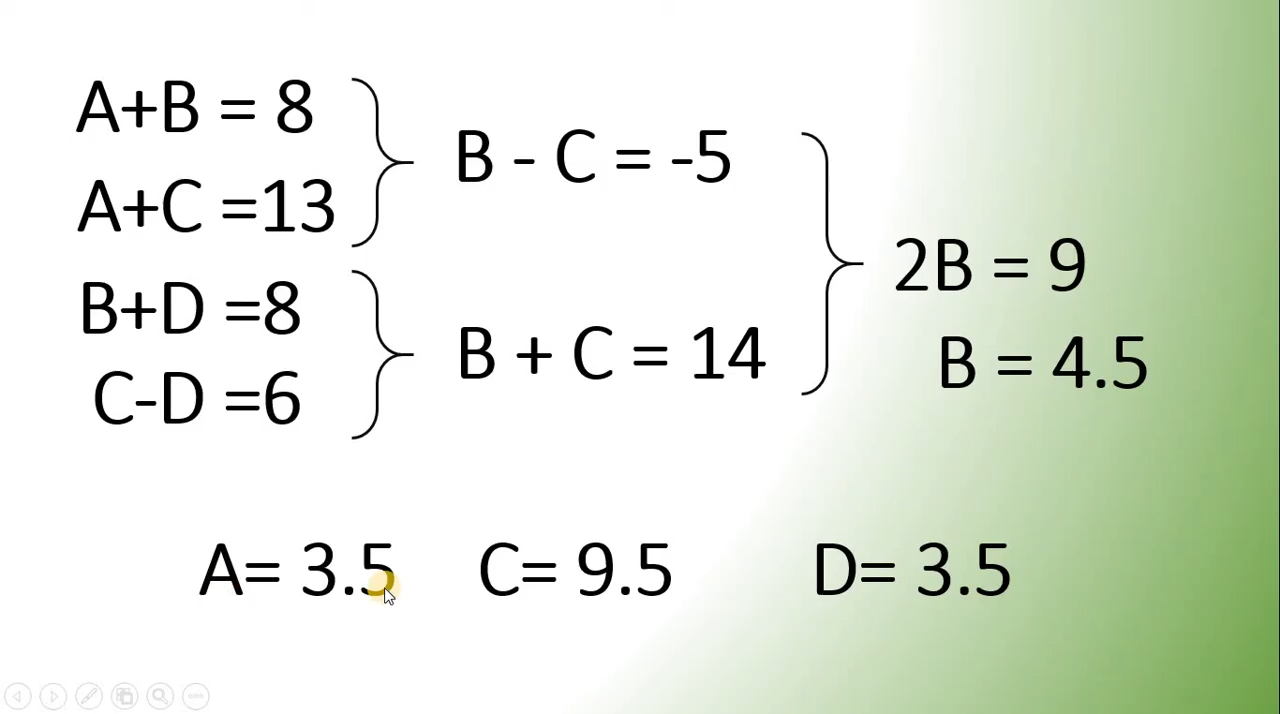 A+B = 8
A+C =13
B+D =8
C-D =6
B - C = -5
B + C = 14
2B = 9
B = 4.5
A= 3.5 C= 9.5 D= 3.5